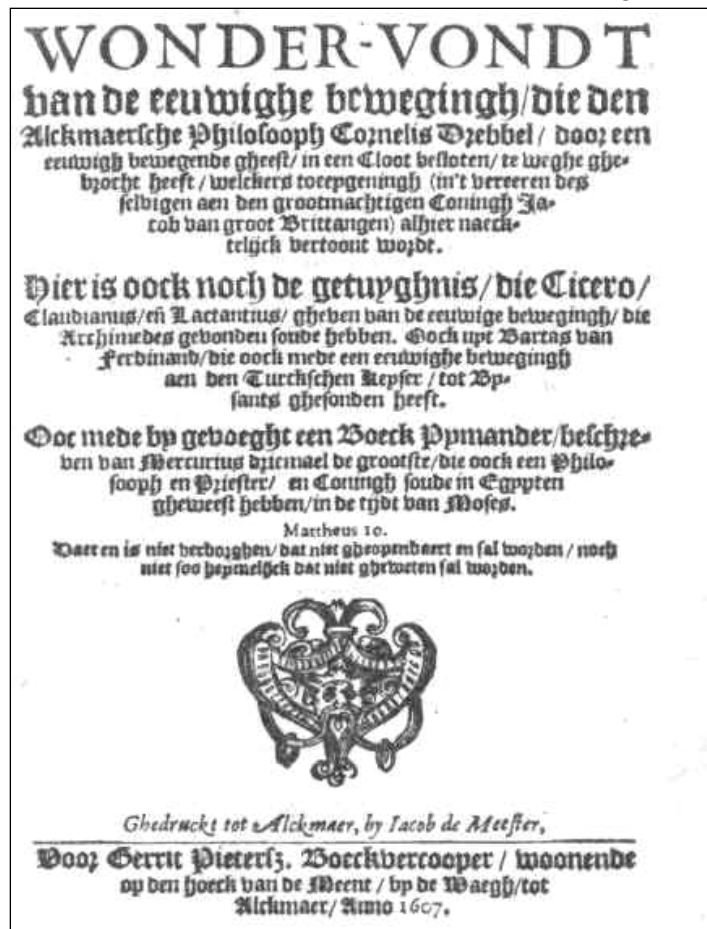 WONDER-VONDT
van de eeuwighe bewegingh/die den
Alckmaersche Philosooph Cornelis Drebbel/ door een
eeuwigh bewegende gheest/ in een Cloot besloten/ te weghe ghe-
brocht heeft/ welckers toeepgeningh (in't vereeren des
selvigen aen den grootmachtigen Coningh Ja-
cob van groot Brittangen) alhier naeck-
telijck vertoont wordt.
Hier is oock noch de getuyghnis/die Cicero/
Claudianus/en̄ Lactantius/ gheven van de eeuwige bewegingh/ die
Archimedes gevonden soude hebben. Oock upt Bartas van
Ferdinand/die oock mede een eeuwighe bewegingh
aen den Turckschen Kepser/ tot By-
sants ghesonden heeft.
Ooc mede by gevoeght een Boeck Pymander/beschre-
ven van Mercurius driemael de grootste/die oock een Philo-
sooph en Priester/ en Coningh soude in Egypten
gheweest hebben/in de tijdt van Moses.
Mattheus 10.
Daer en is niet verborghen/ dat niet gheopenbaert en sal worden/ noch
niet soo heymelijck dat niet gheweten sal worden.
Ghedruckt tot Alckmaer, by Iacob de Meester,
Voor Gerrit Pietersz. Boeckvercooper/ woonende
op den hoeck van de Meent/ by de Waegh/tot
Alckmaer/ Anno 1607.